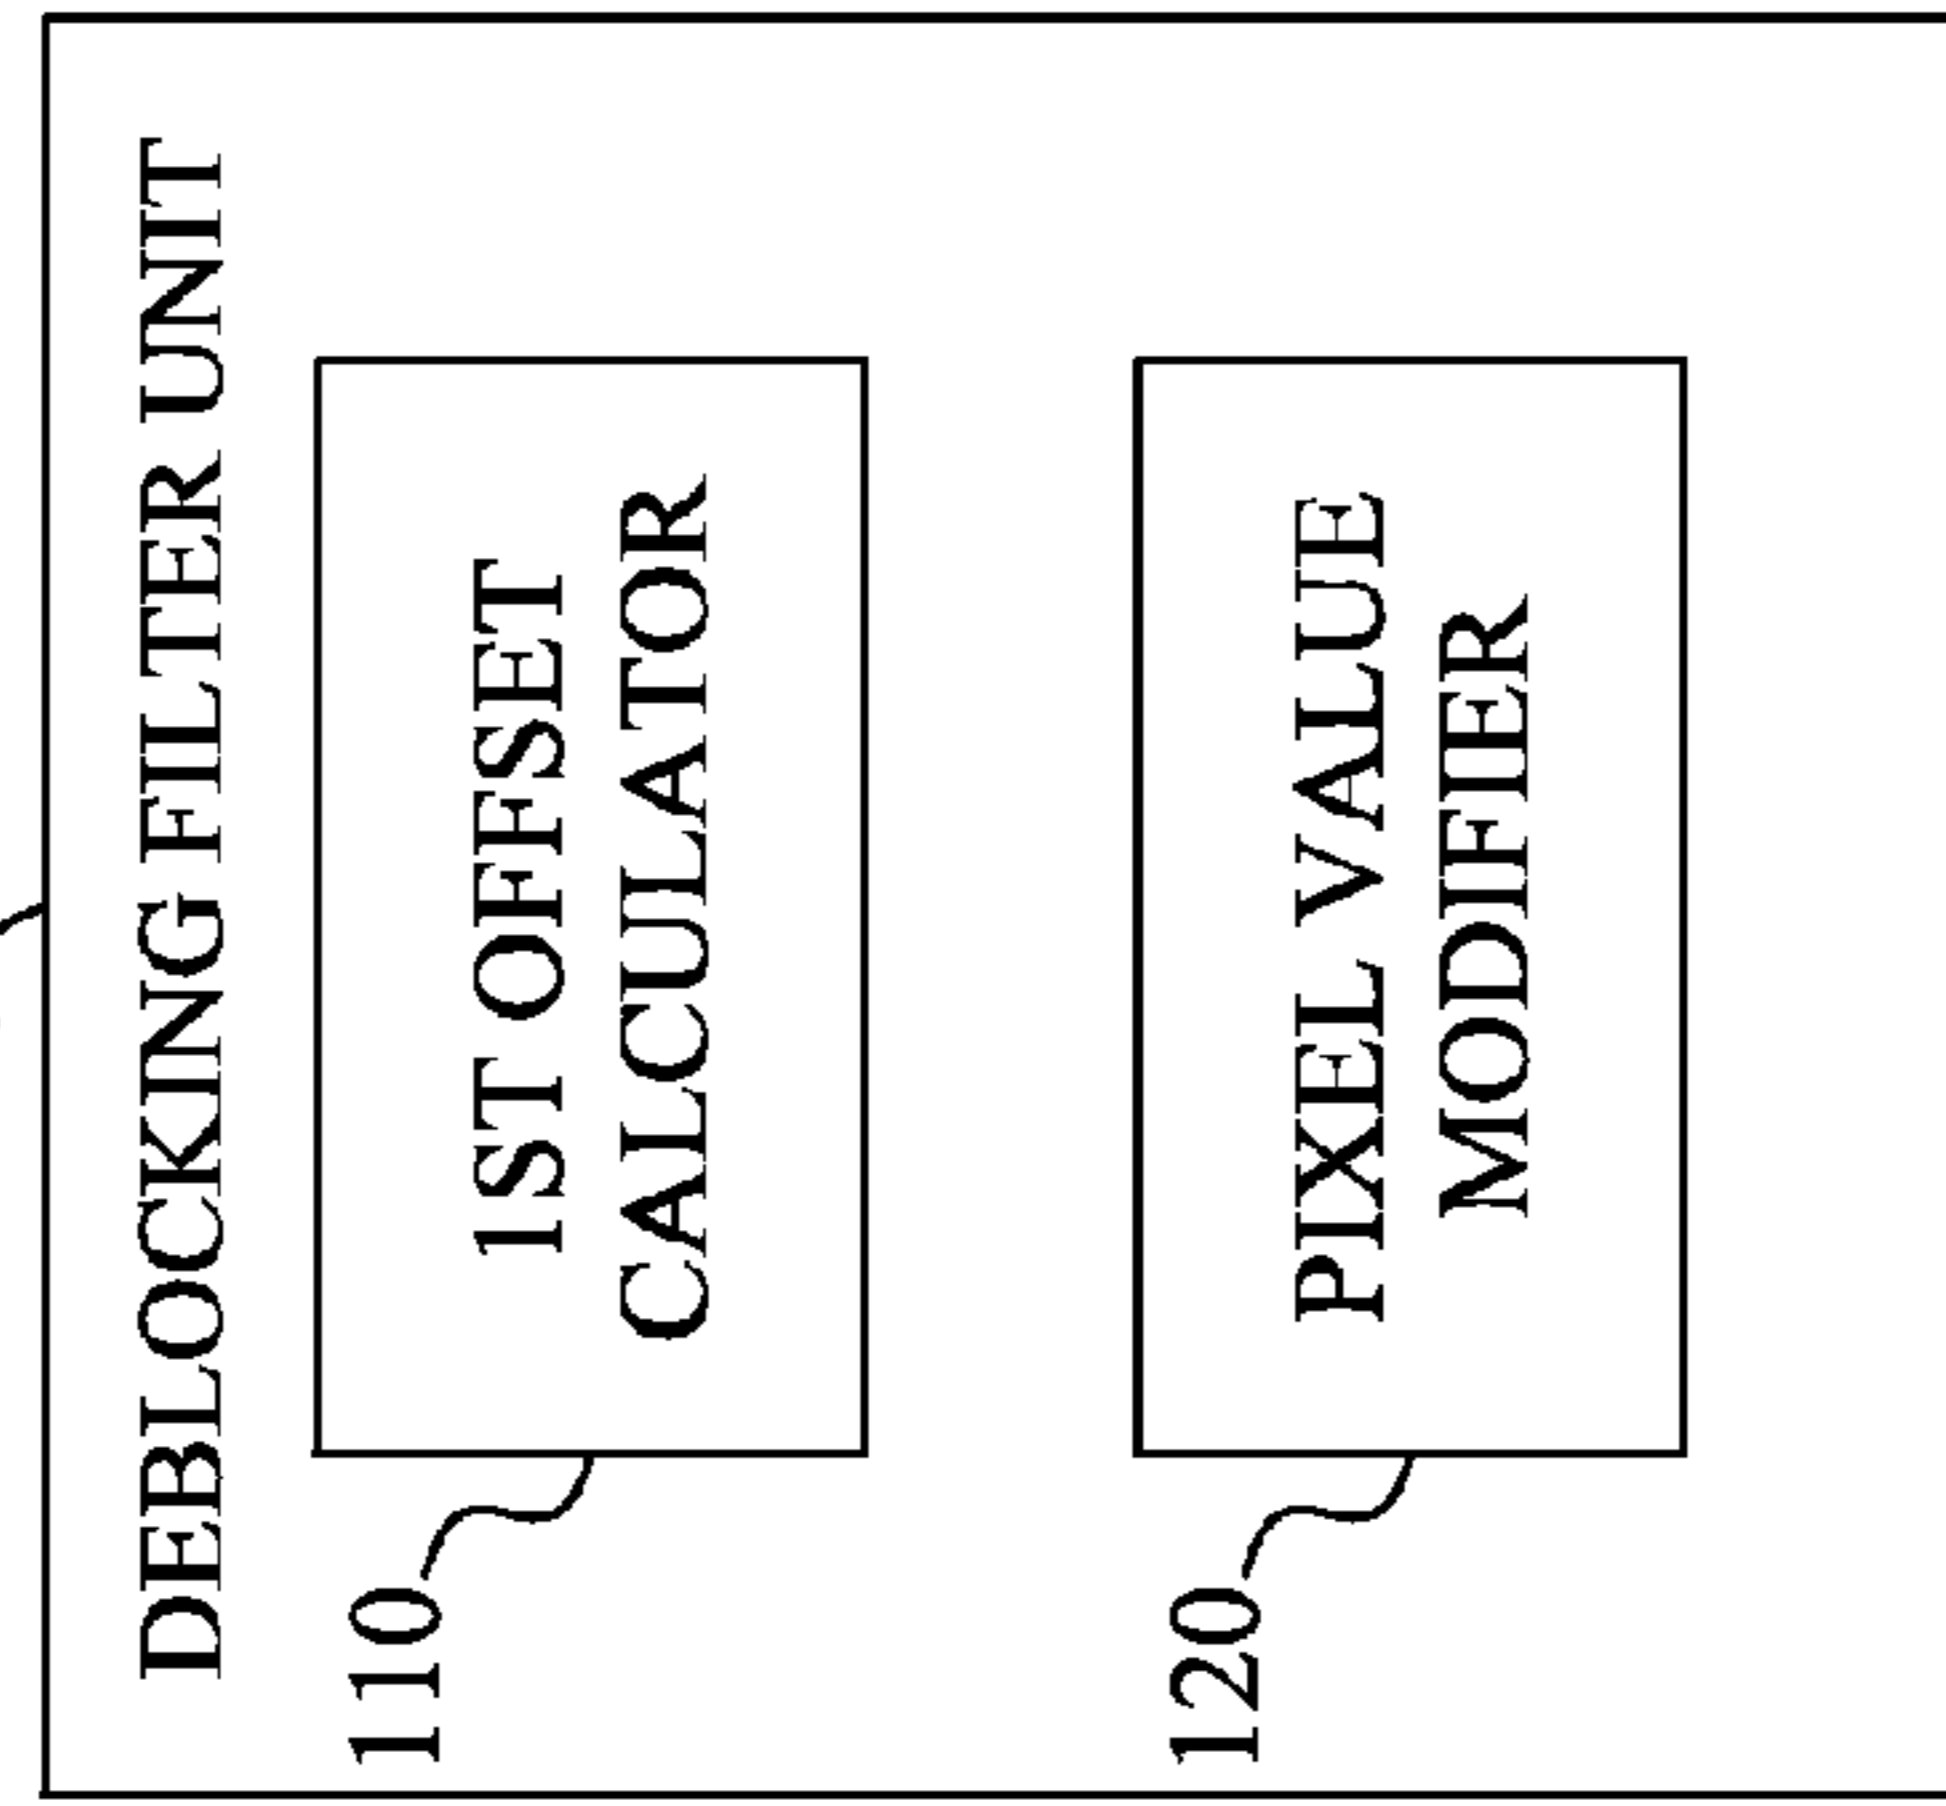 DEBLOCKING FILTER UNIT
110
1ST OFFSET
CALCULATOR
120
PIXEL VALUE
MODIFIER